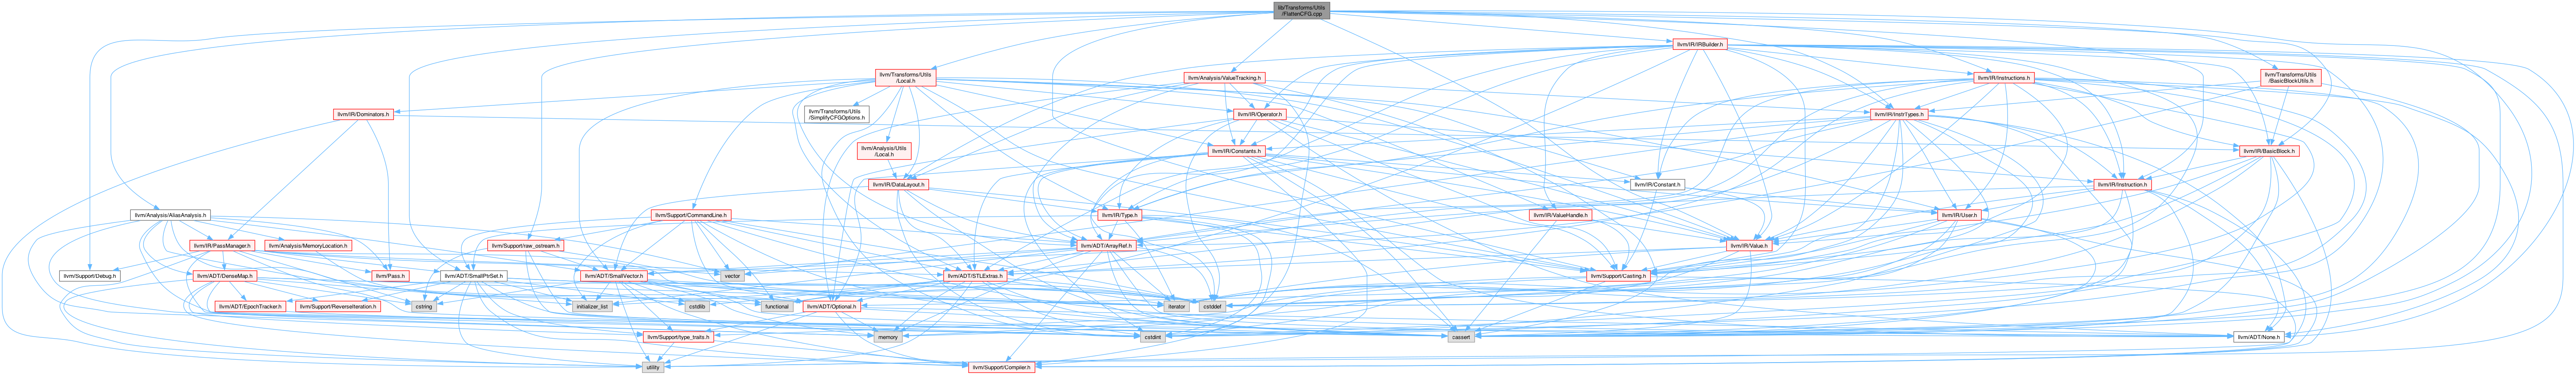 lib/Transforms/Utils
/FlattenCFG.cpp
llvm/IR/IRBuilder.h
llvm/Transforms/Utils
/Local.h
llvm/Analysis/ValueTracking.h
llvm/IR/Instructions.h
llvm/Transforms/Utils
/BasicBlockUtils.h
llvm/IR/Dominators.h
llvm/Transforms/Utils
/SimplifyCFGOptions.h
llvm/IR/Operator.h
llvm/IR/InstrTypes.h
llvm/Analysis/Utils
/Local.h
llvm/IR/Constants.h
llvm/IR/BasicBlock.h
llvm/IR/DataLayout.h
llvm/IR/Constant.h
llvm/IR/Instruction.h
llvm/Analysis/AliasAnalysis.h
llvm/Support/CommandLine.h
llvm/IR/Type.h
llvm/IR/ValueHandle.h
llvm/IR/User.h
llvm/IR/PassManager.h
llvm/Analysis/MemoryLocation.h
llvm/Support/raw_ostream.h
llvm/ADT/ArrayRef.h
llvm/IR/Value.h
llvm/Support/Debug.h
llvm/ADT/DenseMap.h
llvm/Pass.h
llvm/ADT/SmallPtrSet.h
llvm/ADT/SmallVector.h
vector
llvm/ADT/STLExtras.h
llvm/Support/Casting.h
llvm/ADT/EpochTracker.h
llvm/Support/ReverseIteration.h
cstring
initializer_list
cstdlib
functional
llvm/ADT/Optional.h
iterator
cstddef
llvm/Support/type_traits.h
memory
cstdint
cassert
llvm/ADT/None.h
utility
llvm/Support/Compiler.h